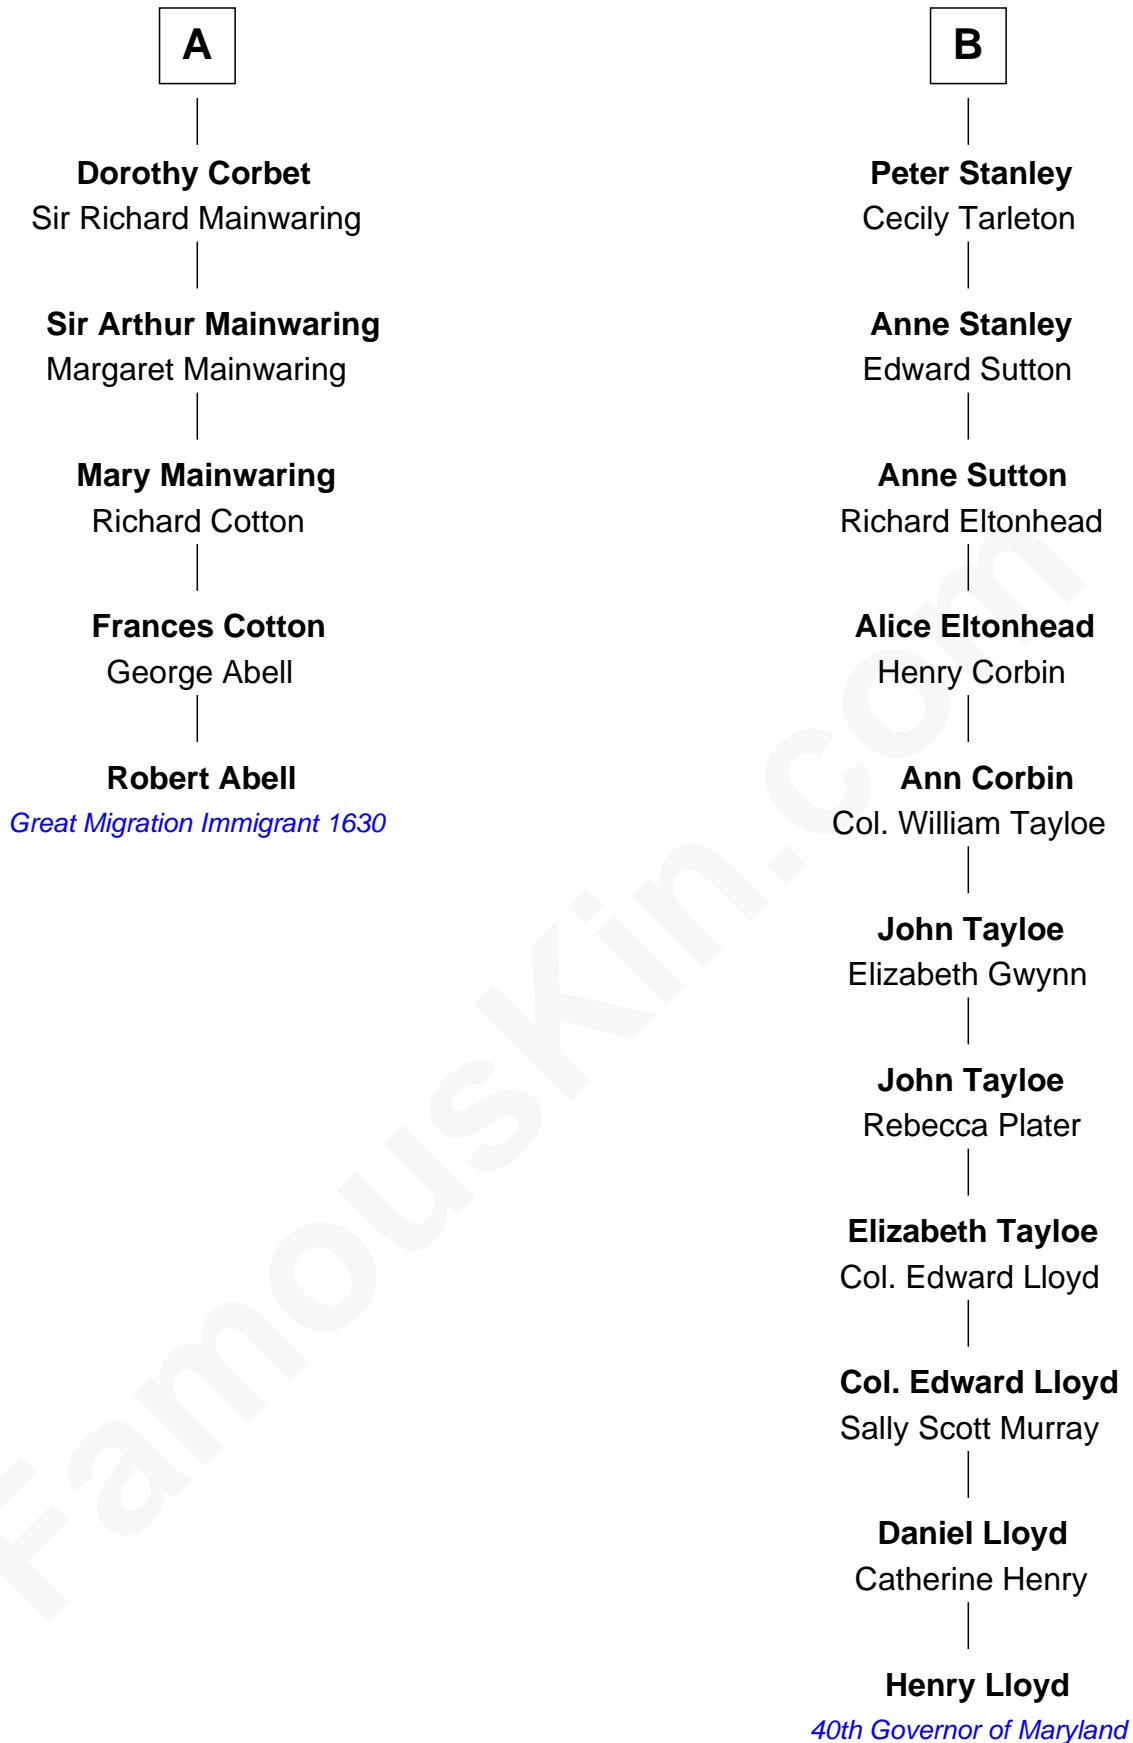 A
Dorothy Corbet
Sir Richard Mainwaring
Sir Arthur Mainwaring
Margaret Mainwaring
Mary Mainwaring
Richard Cotton
Frances Cotton
George Abell
Robert Abell
Great Migration Immigrant 1630
B
Peter Stanley
Cecily Tarleton
Anne Stanley
Edward Sutton
Anne Sutton
Richard Eltonhead
Alice Eltonhead
Henry Corbin
Ann Corbin
Col. William Tayloe
John Tayloe
Elizabeth Gwynn
John Tayloe
Rebecca Plater
Elizabeth Tayloe
Col. Edward Lloyd
Col. Edward Lloyd
Sally Scott Murray
Daniel Lloyd
Catherine Henry
Henry Lloyd
40th Governor of Maryland
FamousKin.com